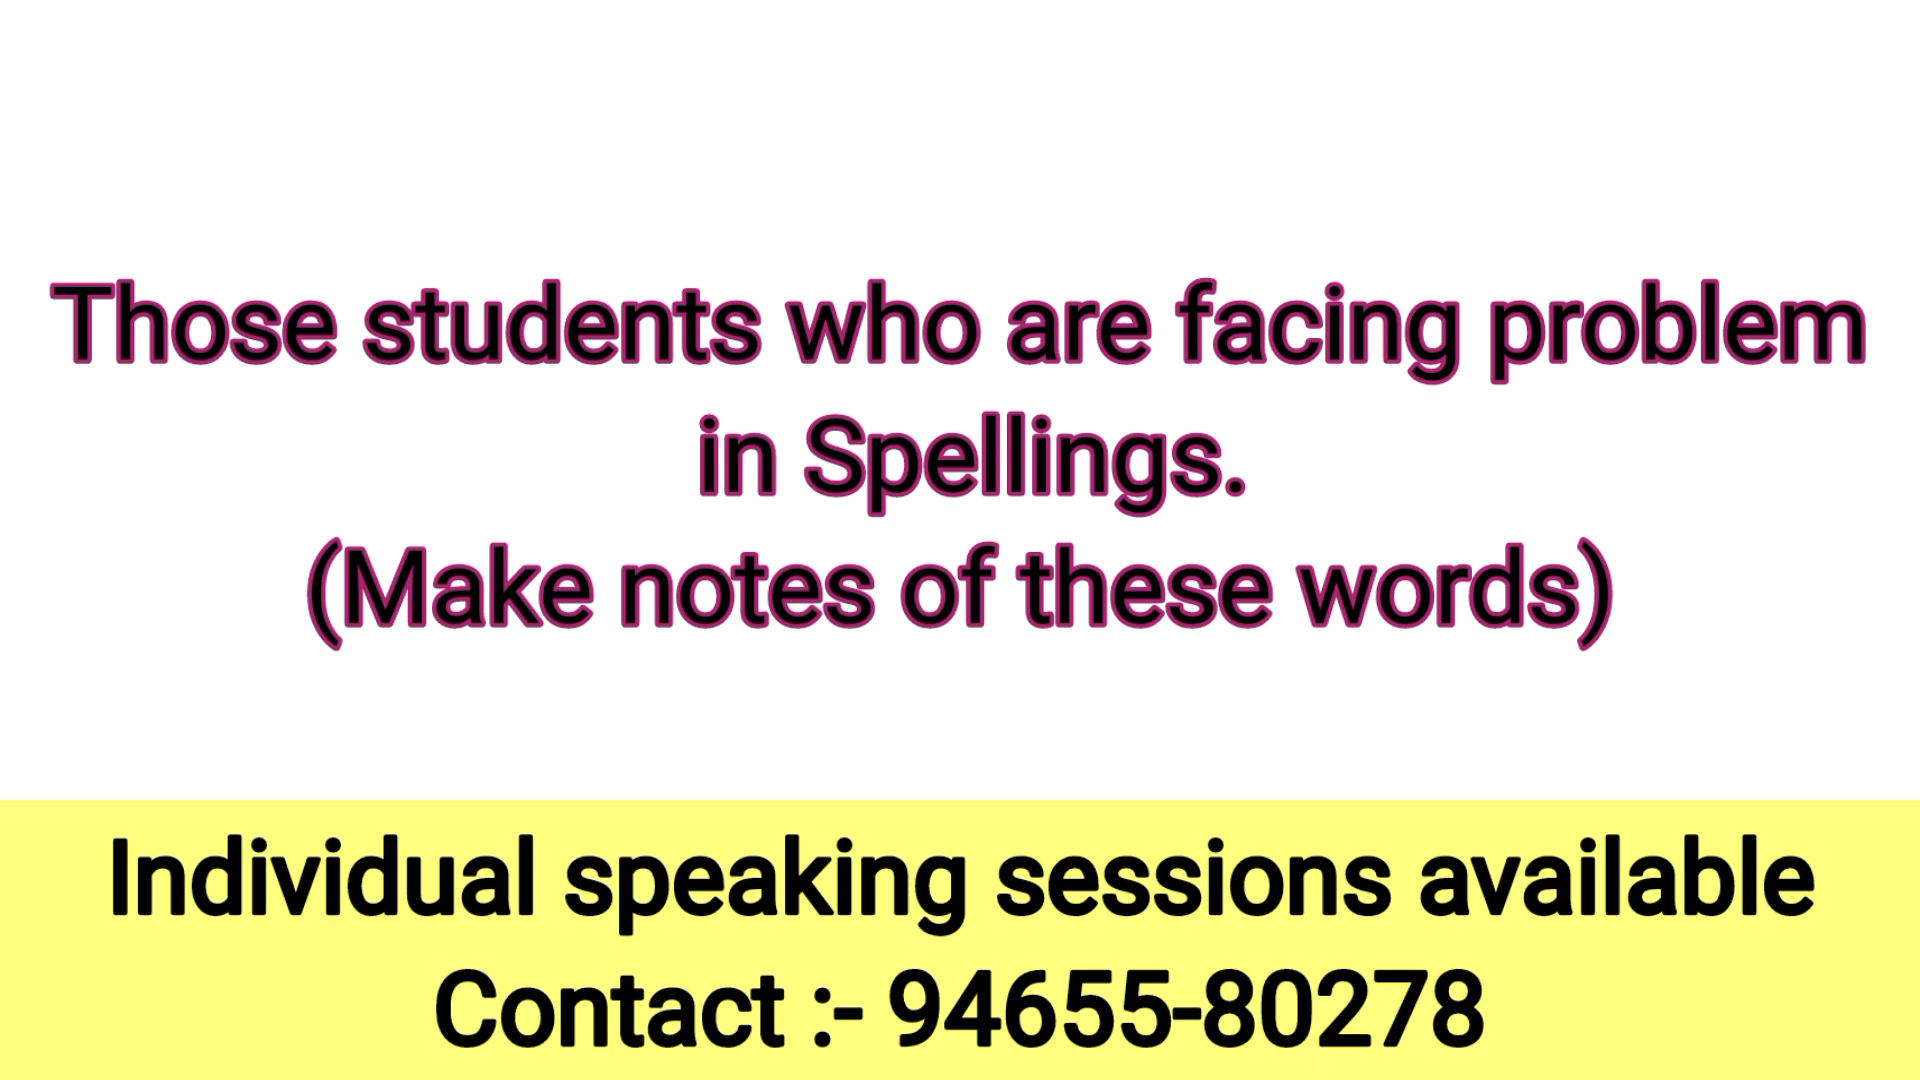 Those students who are facing problem
in Spellings.
(Make notes of these words)
Individual speaking sessions available
Contact :- 94655-80278